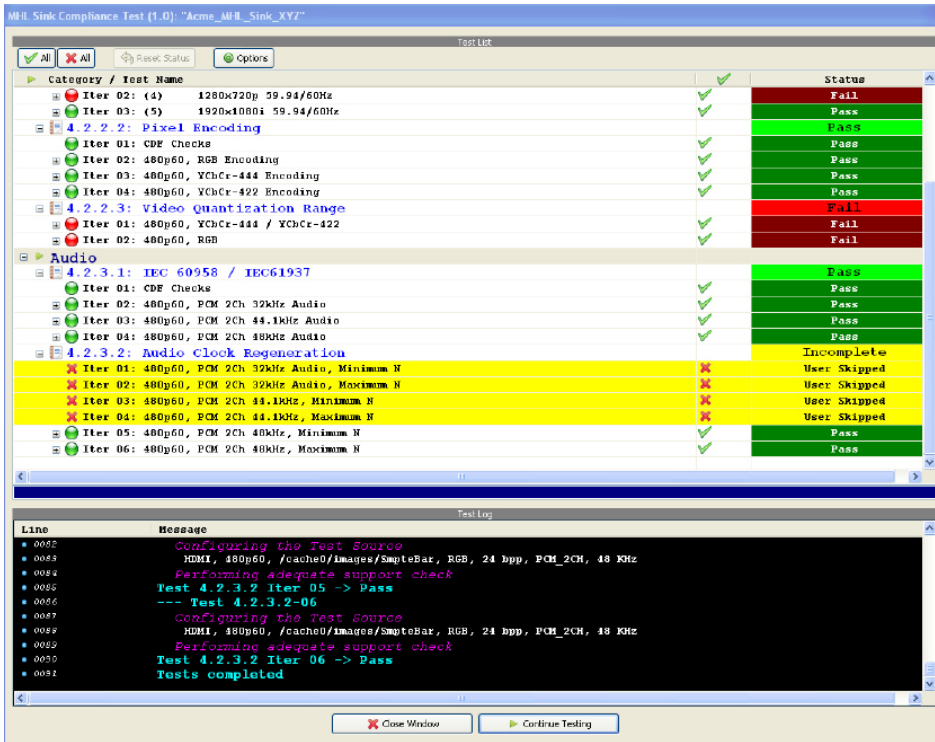 MHL Sink Compliance Test (1.0): "Acme_MHL_Sink_XYZ"
Test List
All All Reset Status Options
Category / Test Name Status
Iter 02: (4) 1280x720p 59.94/60Hz Fail
Iter 03: (5) 1920x1080i 59.94/60Hz Pass
4.2.2.2: Pixel Encoding Pass
Iter 01: CDF Checks Pass
Iter 02: 480p60, RGB Encoding Pass
Iter 03: 480p60, YCbCr-444 Encoding Pass
Iter 04: 480p60, YCbCr-422 Encoding Pass
4.2.2.3: Video Quantization Range Fail
Iter 01: 480p60, YCbCr-444 / YCbCr-422 Fail
Iter 02: 480p60, RGB Fail
Audio
4.2.3.1: IEC 60958 / IEC61937 Pass
Iter 01: CDF Checks Pass
Iter 02: 480p60, PCM 2Ch 32kHz Audio Pass
Iter 03: 480p60, PCM 2Ch 44.1kHz Audio Pass
Iter 04: 480p60, PCM 2Ch 48kHz Audio Pass
4.2.3.2: Audio Clock Regeneration Incomplete
Iter 01: 480p60, PCM 2Ch 32kHz Audio, Minimum N User Skipped
Iter 02: 480p60, PCM 2Ch 32kHz Audio, Maximum N User Skipped
Iter 03: 480p60, PCM 2Ch 44.1kHz, Minimum N User Skipped
Iter 04: 480p60, PCM 2Ch 44.1kHz, Maximum N User Skipped
Iter 05: 480p60, PCM 2Ch 48kHz, Minimum N Pass
Iter 06: 480p60, PCM 2Ch 48kHz, Maximum N Pass
Test Log
Line Message
0082 Configuring the Test Source
0083 HDMI, 480p60, /cache0/images/SmpteBar, RGB, 24 bpp, PCM_2CH, 48 KHz
0084 Performing adequate support check
0085 Test 4.2.3.2 Iter 05 -> Pass
0086 --- Test 4.2.3.2-06
0087 Configuring the Test Source
0088 HDMI, 480p60, /cache0/images/SmpteBar, RGB, 24 bpp, PCM_2CH, 48 KHz
0089 Performing adequate support check
0090 Test 4.2.3.2 Iter 06 -> Pass
0091 Tests completed
Close Window Continue Testing